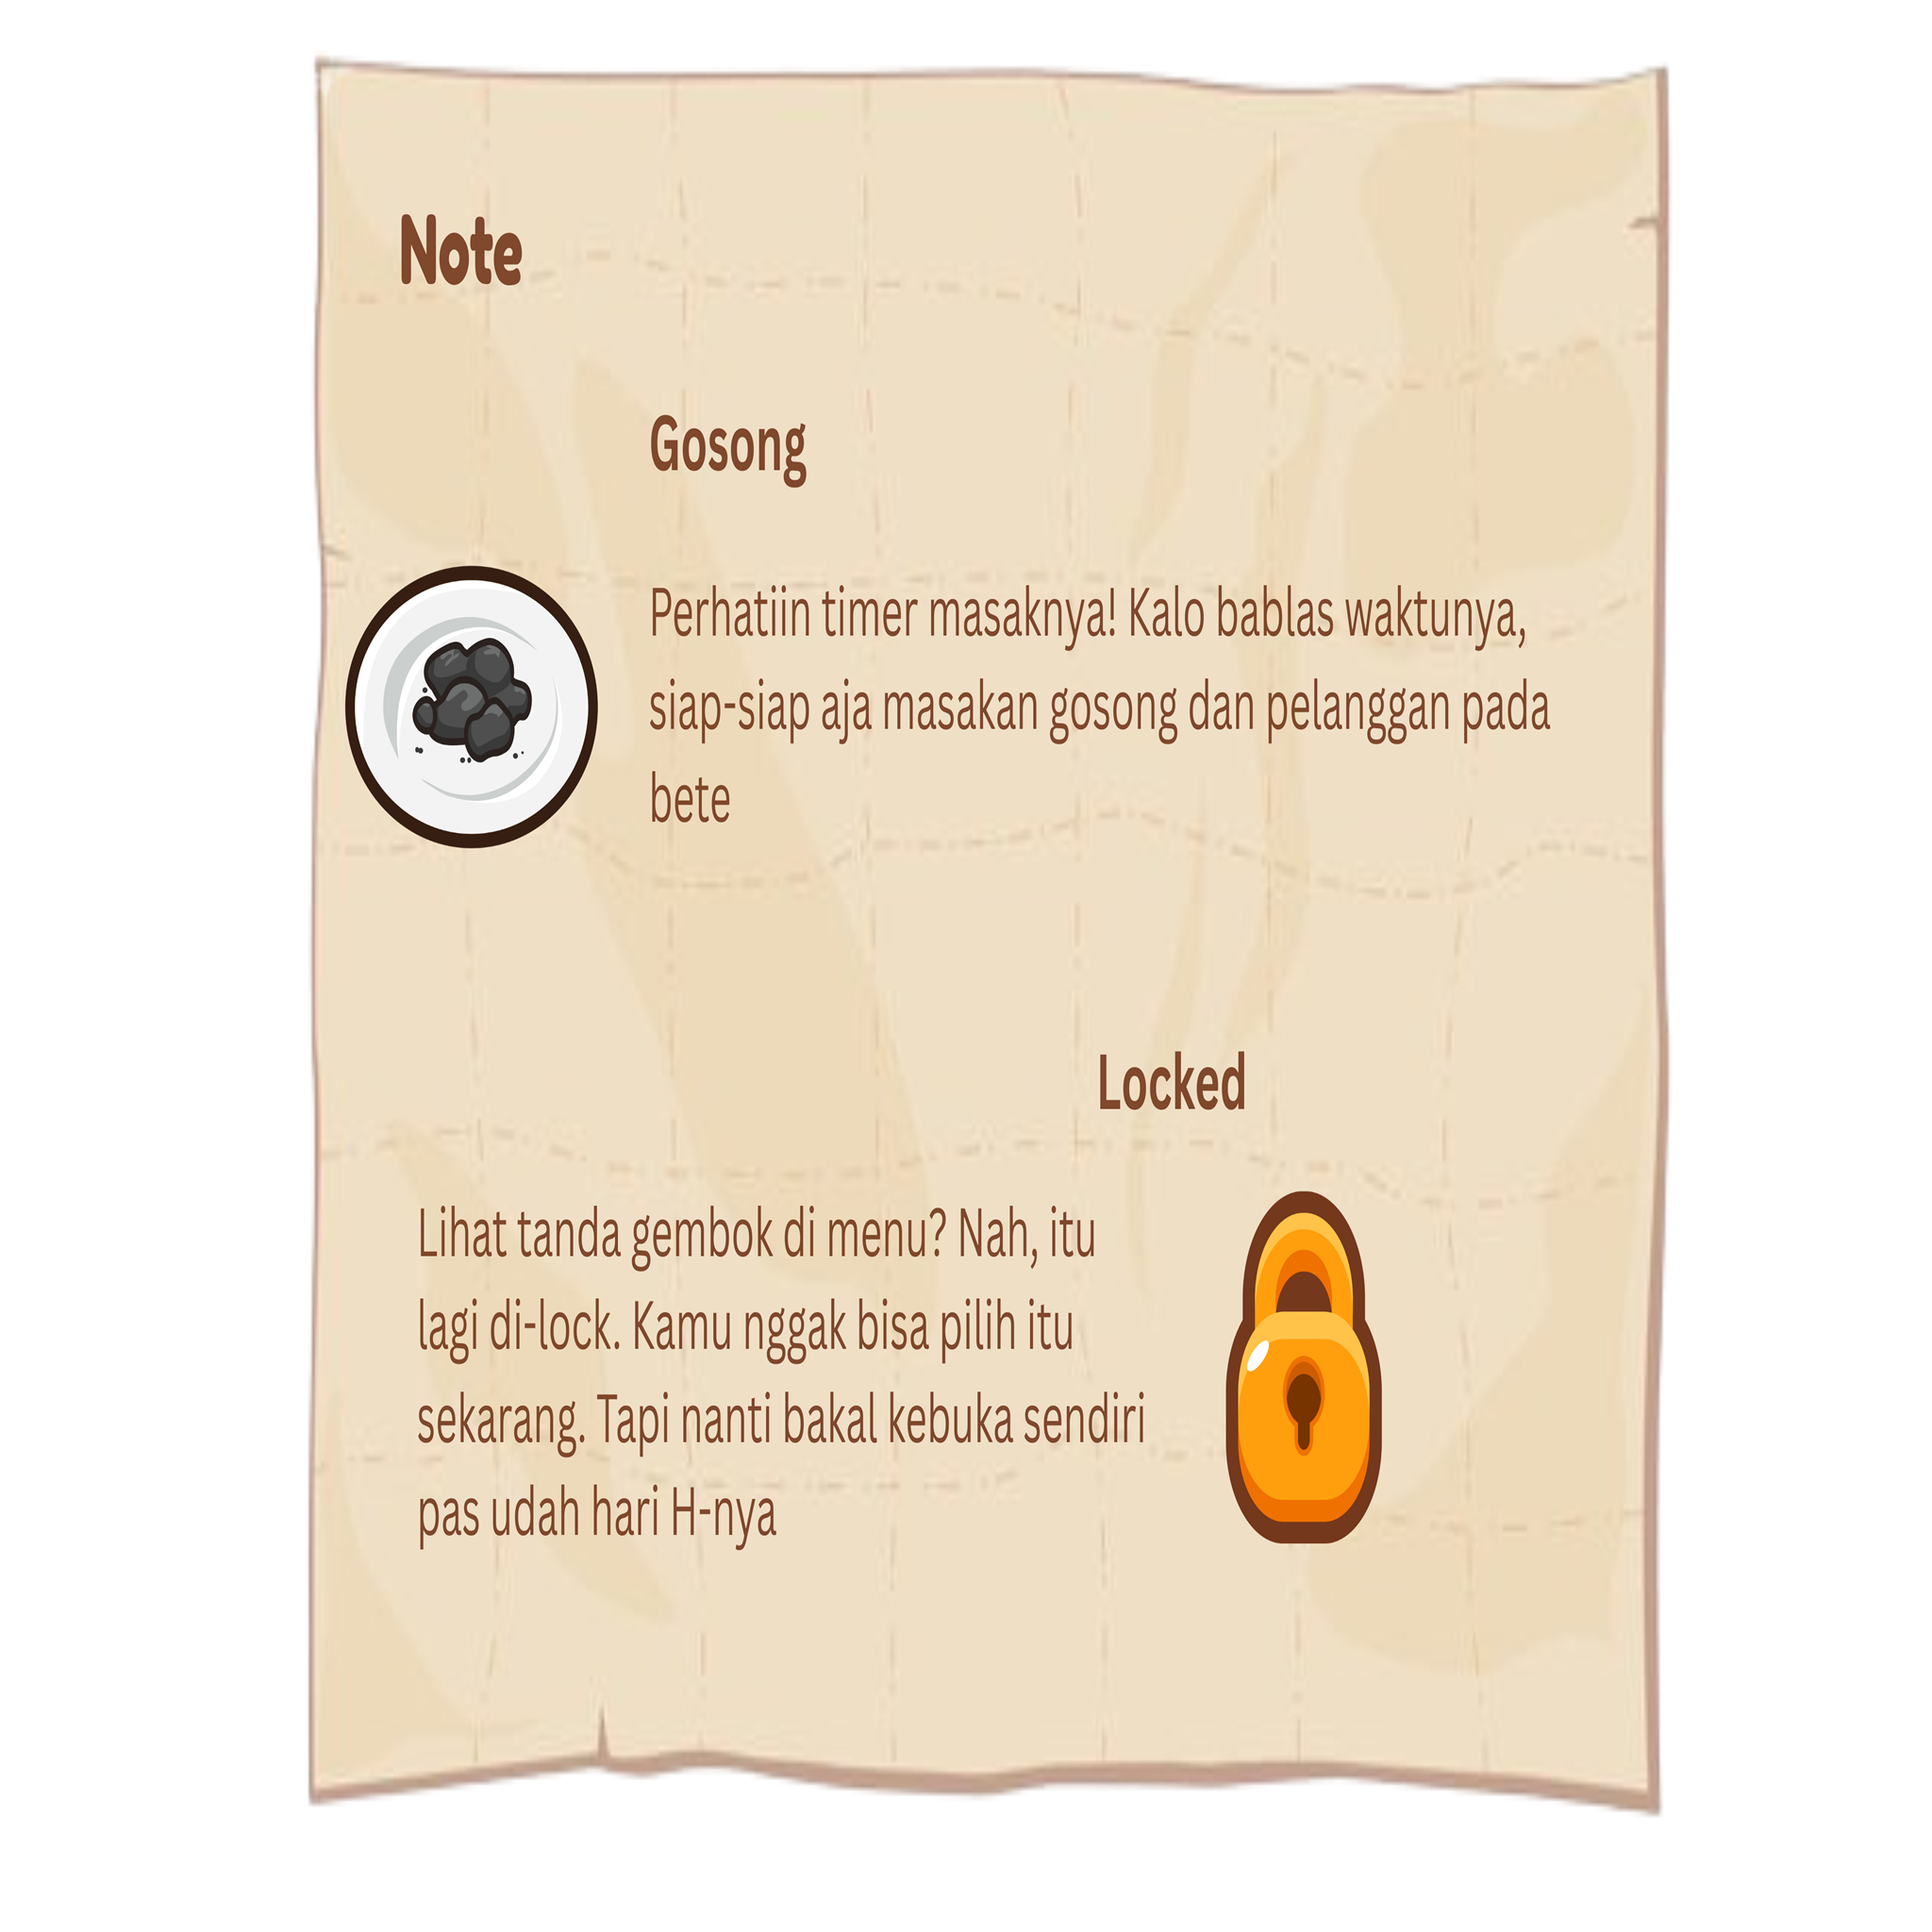 Note
Gosong
Perhatiin timer masaknya! Kalo bablas waktunya,
siap-siap aja masakan gosong dan pelanggan pada
bete
Locked
Lihat tanda gembok di menu? Nah, itu
lagi di-lock. Kamu nggak bisa pilih itu
sekarang. Tapi nanti bakal kebuka sendiri
pas udah hari H-nya